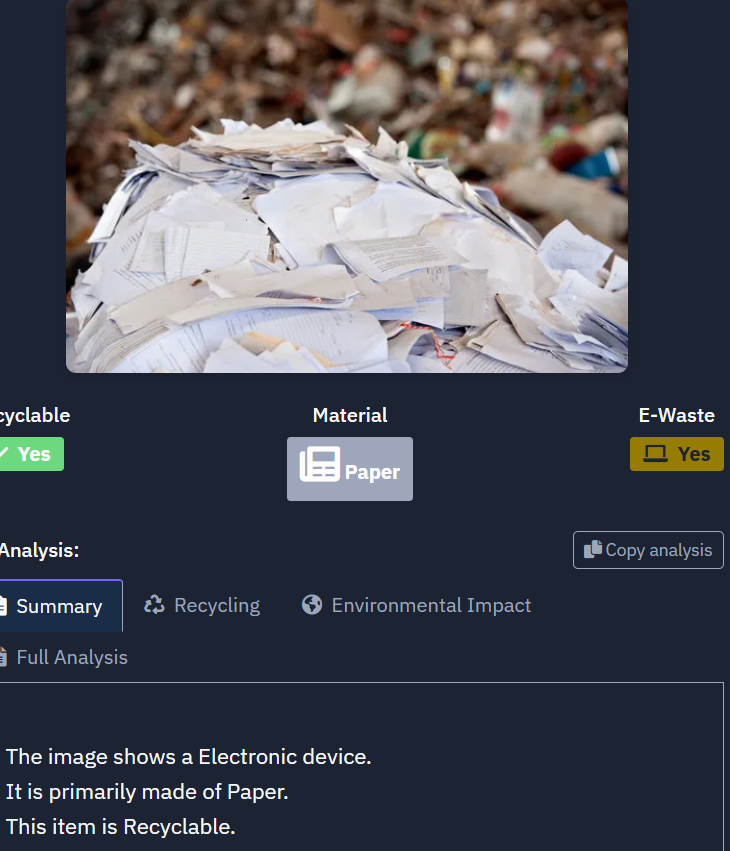 cyclable
Material
E-Waste
Yes
Paper
Yes
Analysis:
Copy analysis
Summary
Recycling
Environmental Impact
Full Analysis
The image shows a Electronic device.
It is primarily made of Paper.
This item is Recyclable.